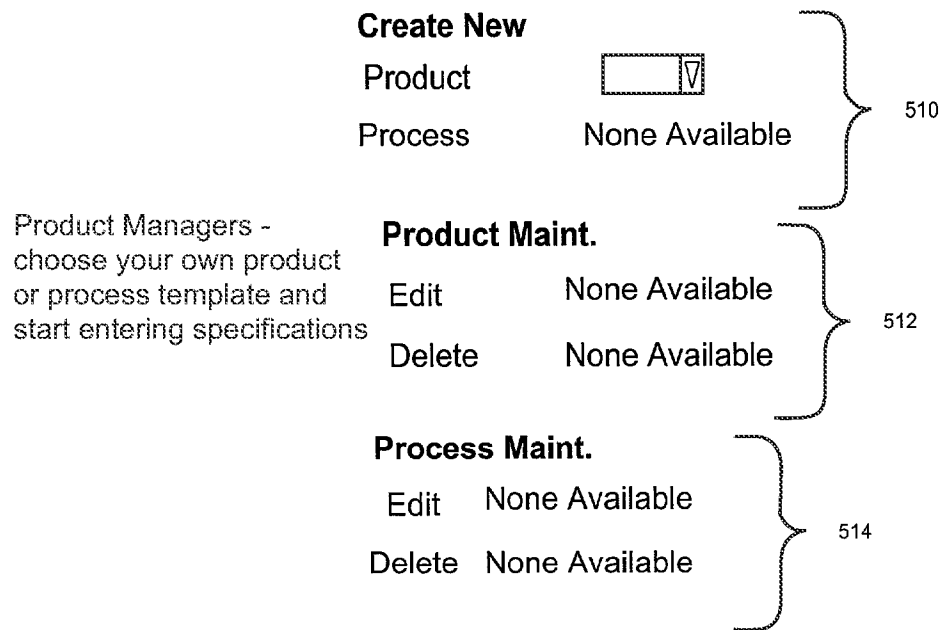 Create New
Product
Process None Available
510
Product Managers -
choose your own product
or process template and
start entering specifications
Product Maint.
Edit None Available
Delete None Available
512
Process Maint.
Edit None Available
Delete None Available
514